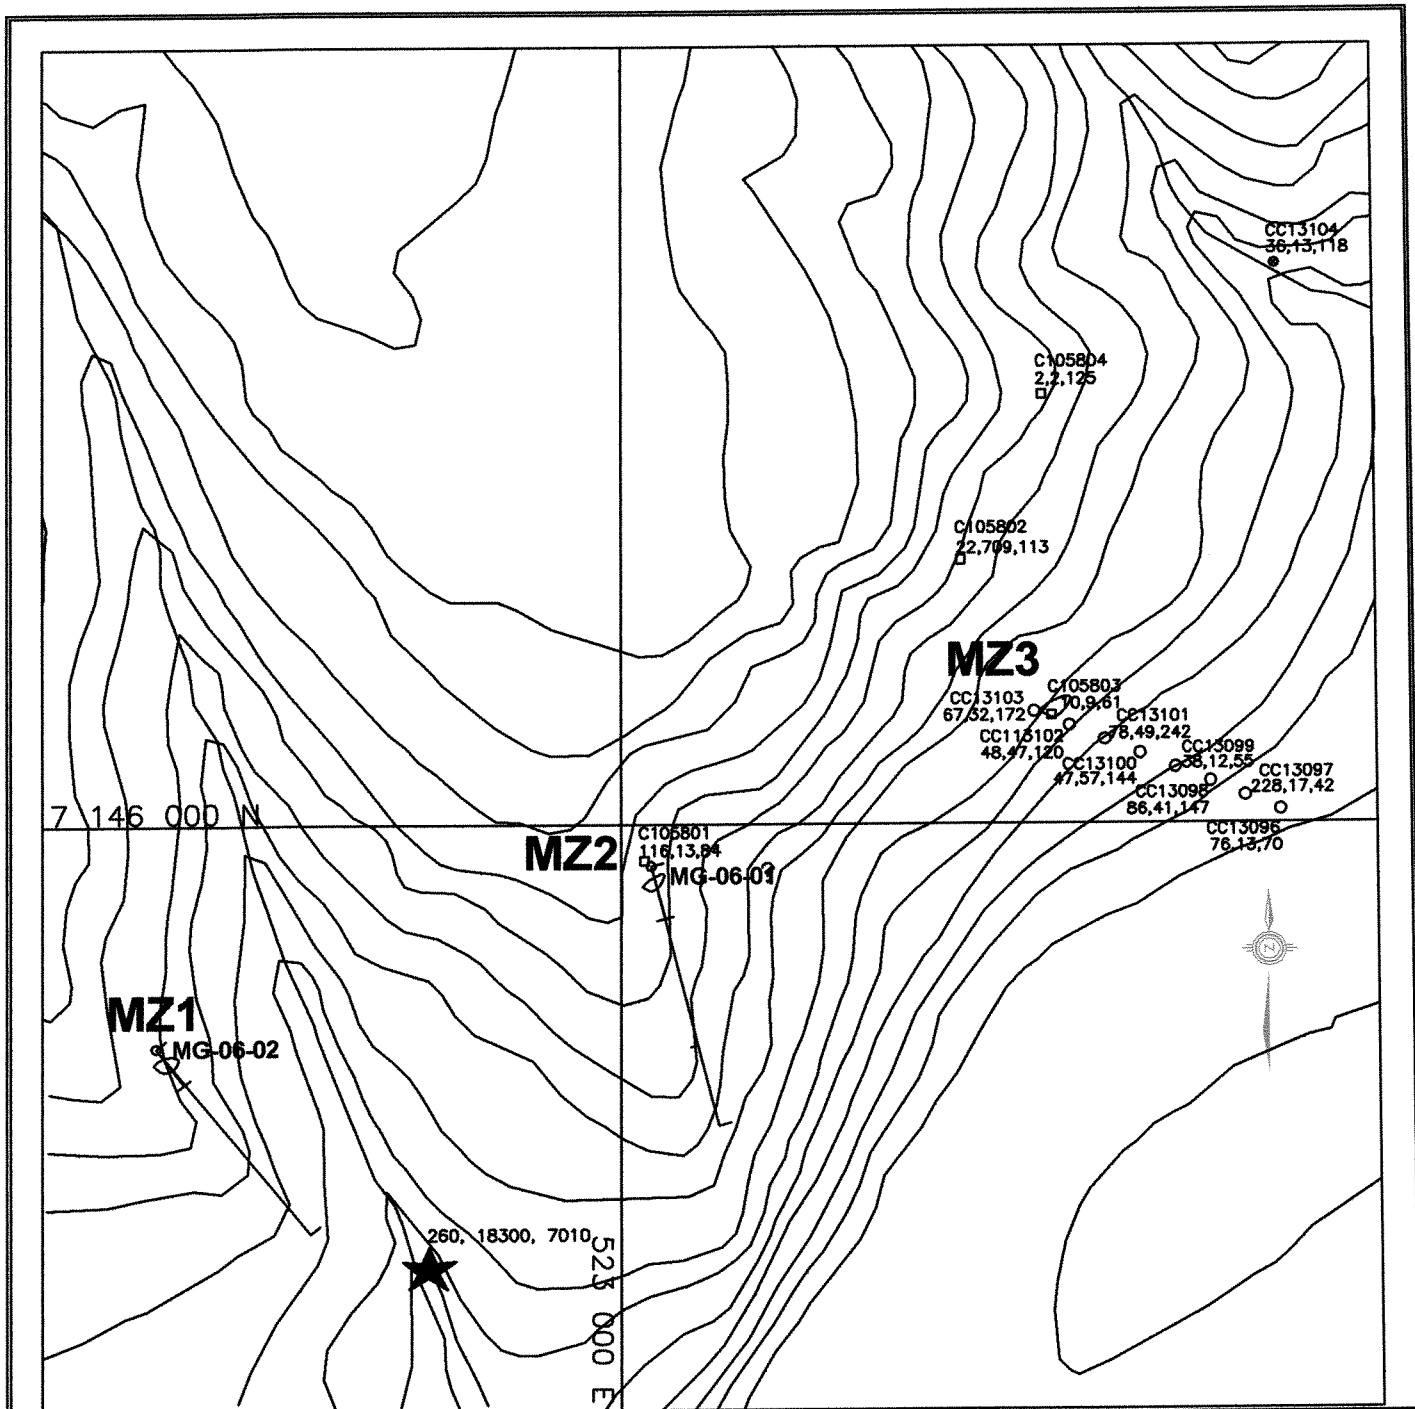 CC13104
36,13,118
C105804
2,2,125
C105802
22,709,113
MZ3
C105803
70,9,61
CC13103
67,32,172
CC13101
78,49,242
CC113102
48,47,120
CC13099
38,12,55
CC13100
47,57,144
CC13097
228,17,42
CC13098
86,41,147
7 146 000 N
CC13096
76,13,70
C105801
116,13,84
MZ2
MG-06-01
Z
MZ1
MG-06-02
260, 18300, 7010
523 000 E